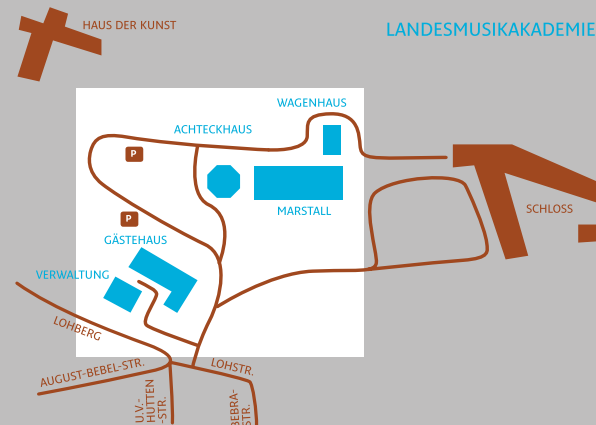 HAUS DER KUNST
LANDESMUSIKAKADEMIE
WAGENHAUS
ACHTECKHAUS
P
MARSTALL
SCHLOSS
P
GÄSTEHAUS
VERWALTUNG
LOHBERG
AUGUST-BEBEL-STR.
LOHSTR.
U.V.-
HUTTEN
-STR.
BEBRA-
STR.